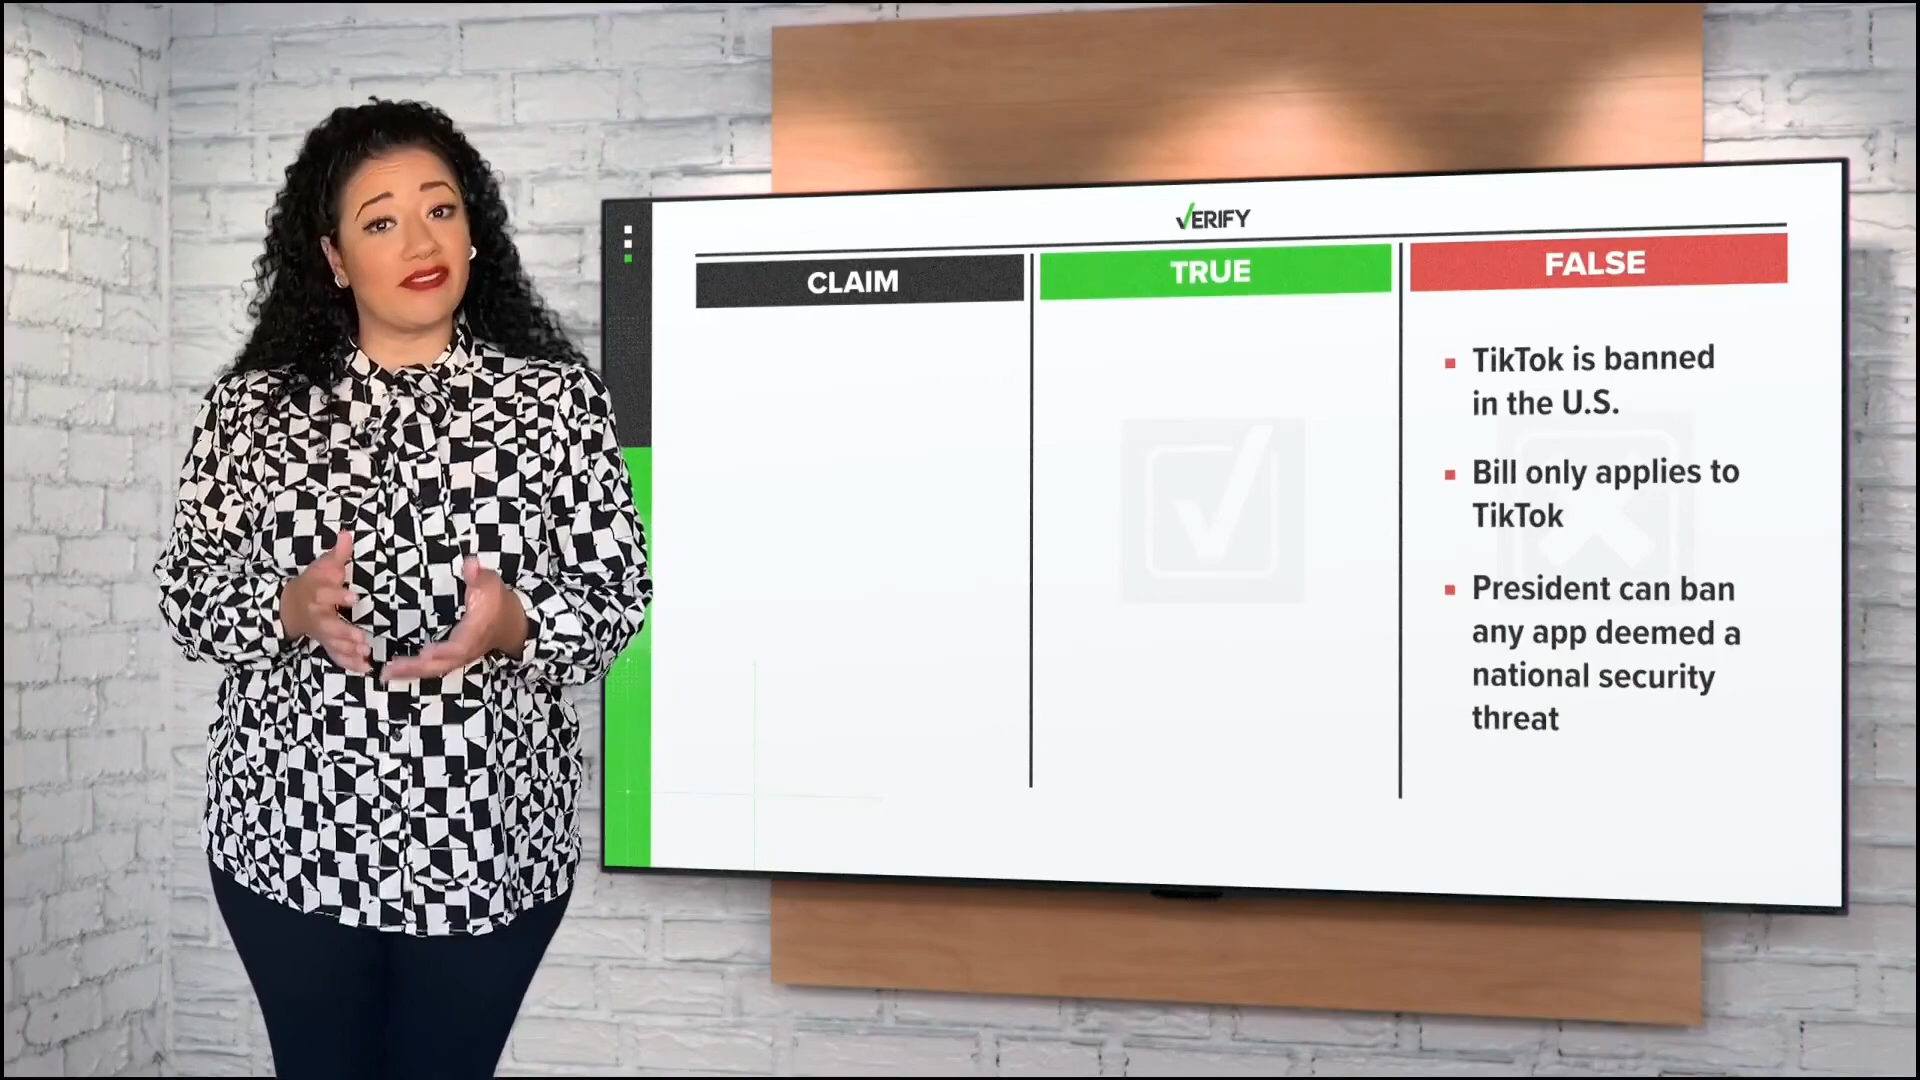 VERIFY
CLAIM
TRUE
FALSE
TikTok is banned
in the U.S.
Bill only applies to
TikTok
President can ban
any app deemed a
national security
threat